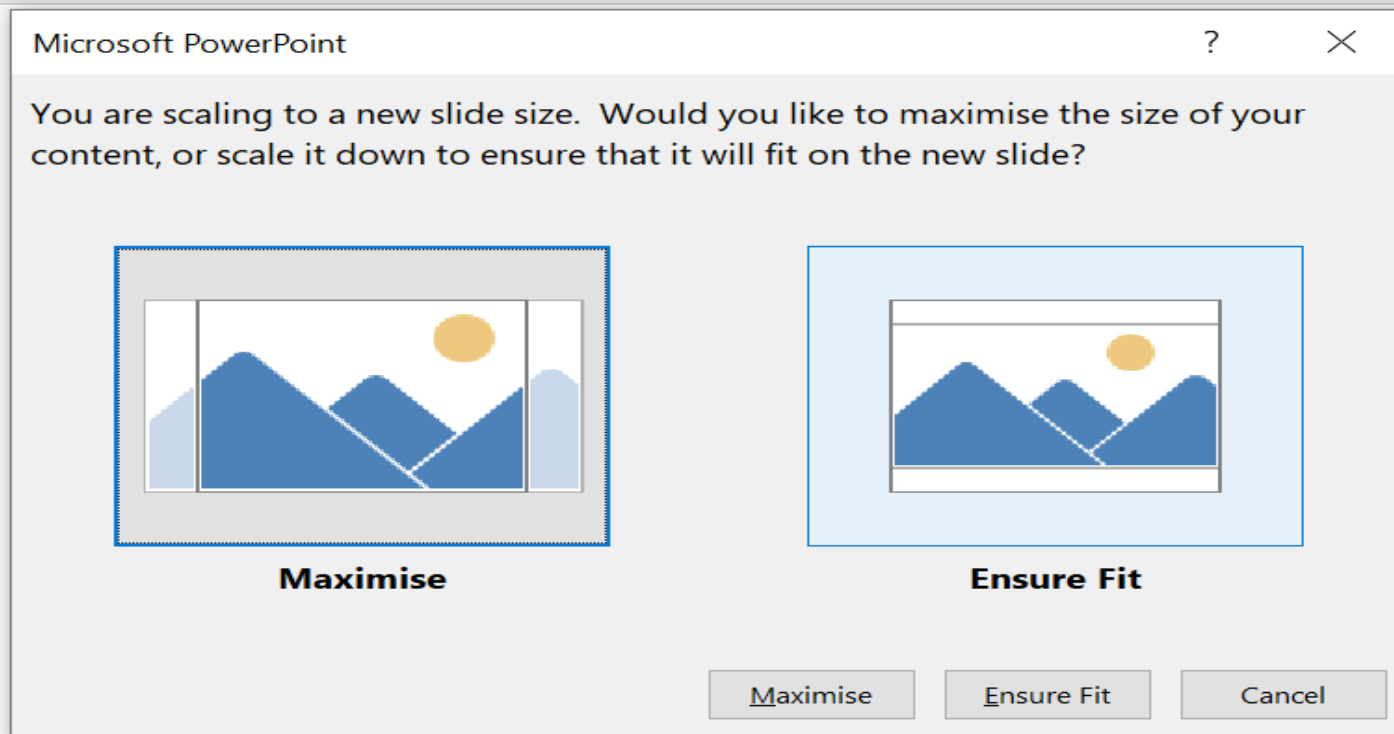 Microsoft PowerPoint ?
You are scaling to a new slide size.  Would you like to maximise the size of your
content, or scale it down to ensure that it will fit on the new slide?
Maximise
Ensure Fit
Maximise
Ensure Fit
Cancel